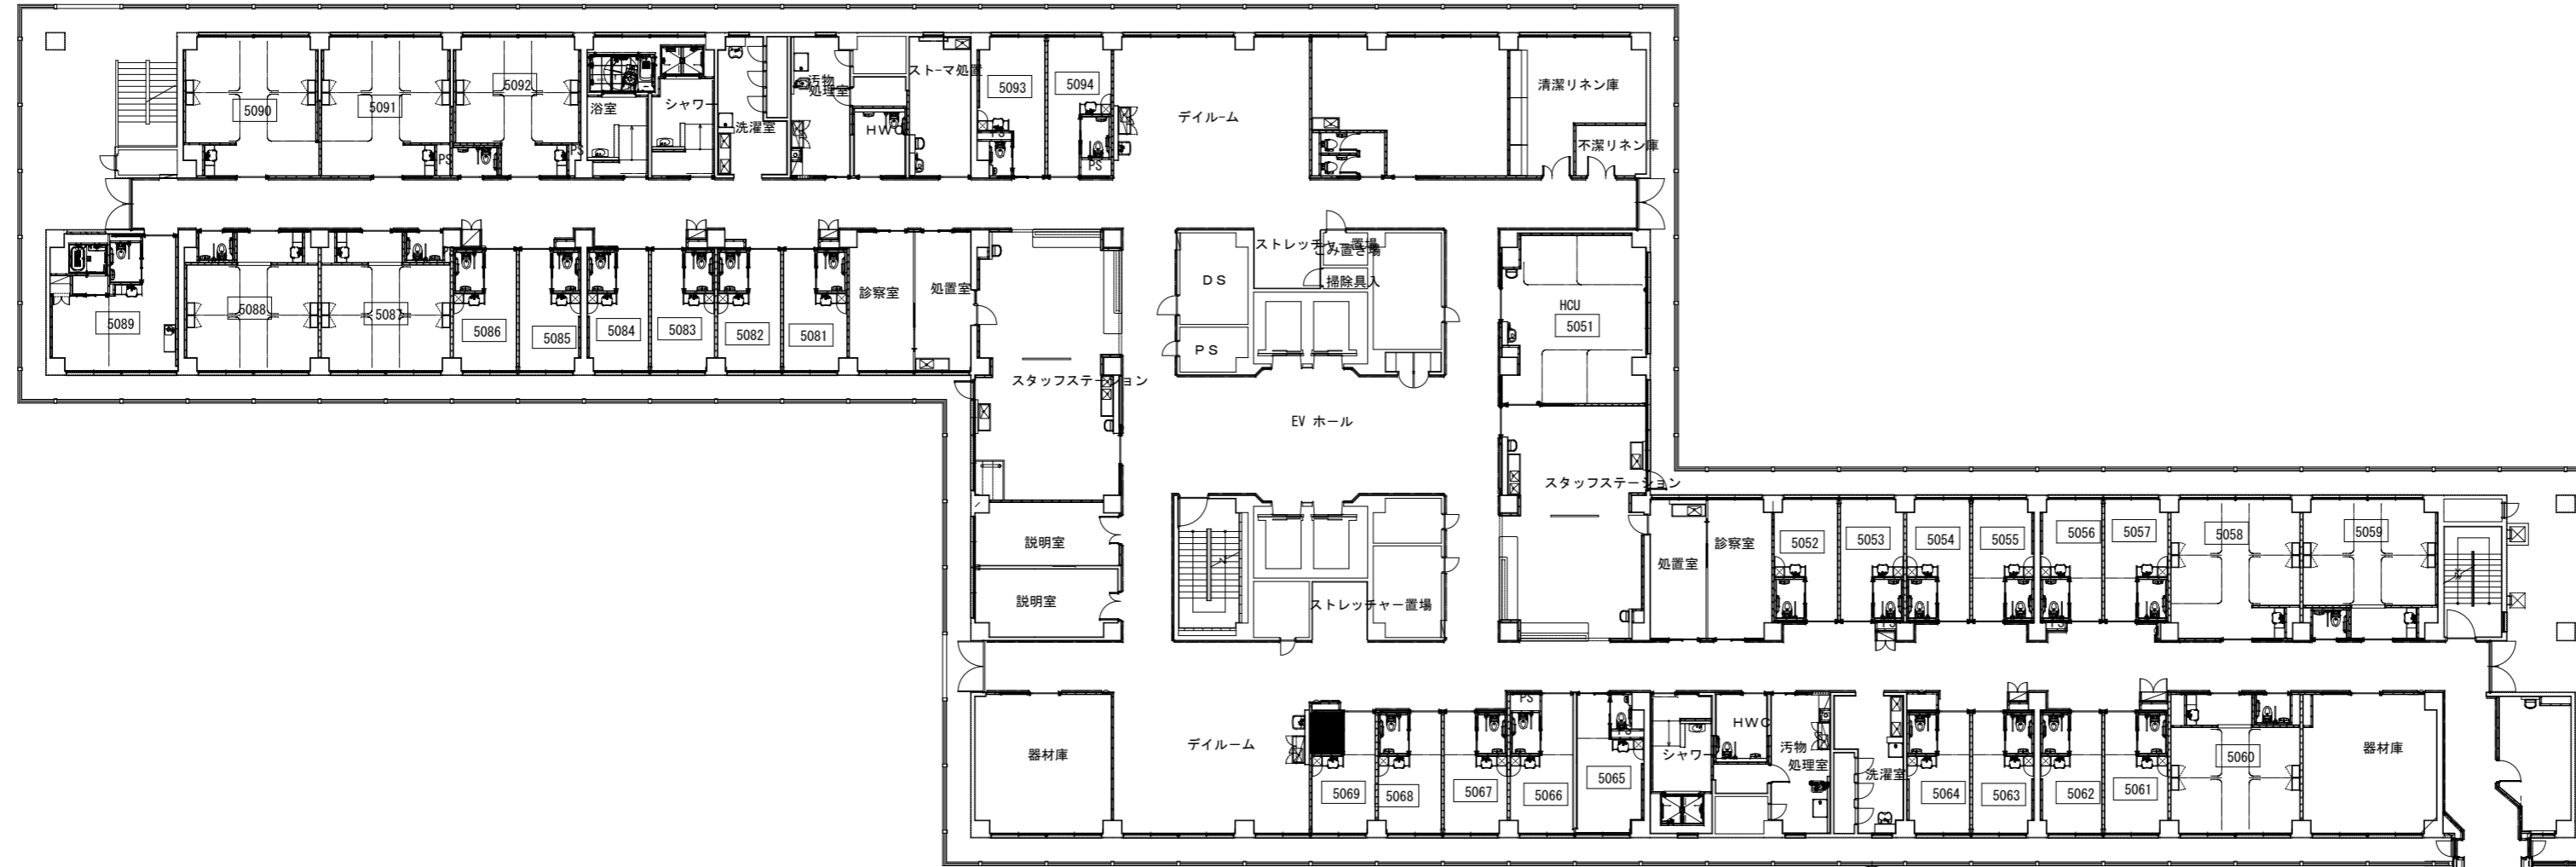 5090
5091
5092
浴室
シャワー
洗濯室
汚物
処理室
HWC
ストーマ処置
5093
PS
5094
PS
デイルーム
清潔リネン庫
不潔リネン庫
PS
PS
5089
5088
5087
5086
5085
5084
5083
5082
5081
診察室
処置室
スタッフステーション
DS
PS
ストレッチャー置場
ごみ置き場
掃除具入
HCU
5051
EV ホール
スタッフステーション
説明室
説明室
ストレッチャー置場
処置室
診察室
5052
5053
5054
5055
5056
5057
5058
5059
器材庫
デイルーム
5069
5068
5067
PS
5066
5065
シャワー
HWC
汚物
処理室
洗濯室
5064
5063
5062
5061
5060
器材庫